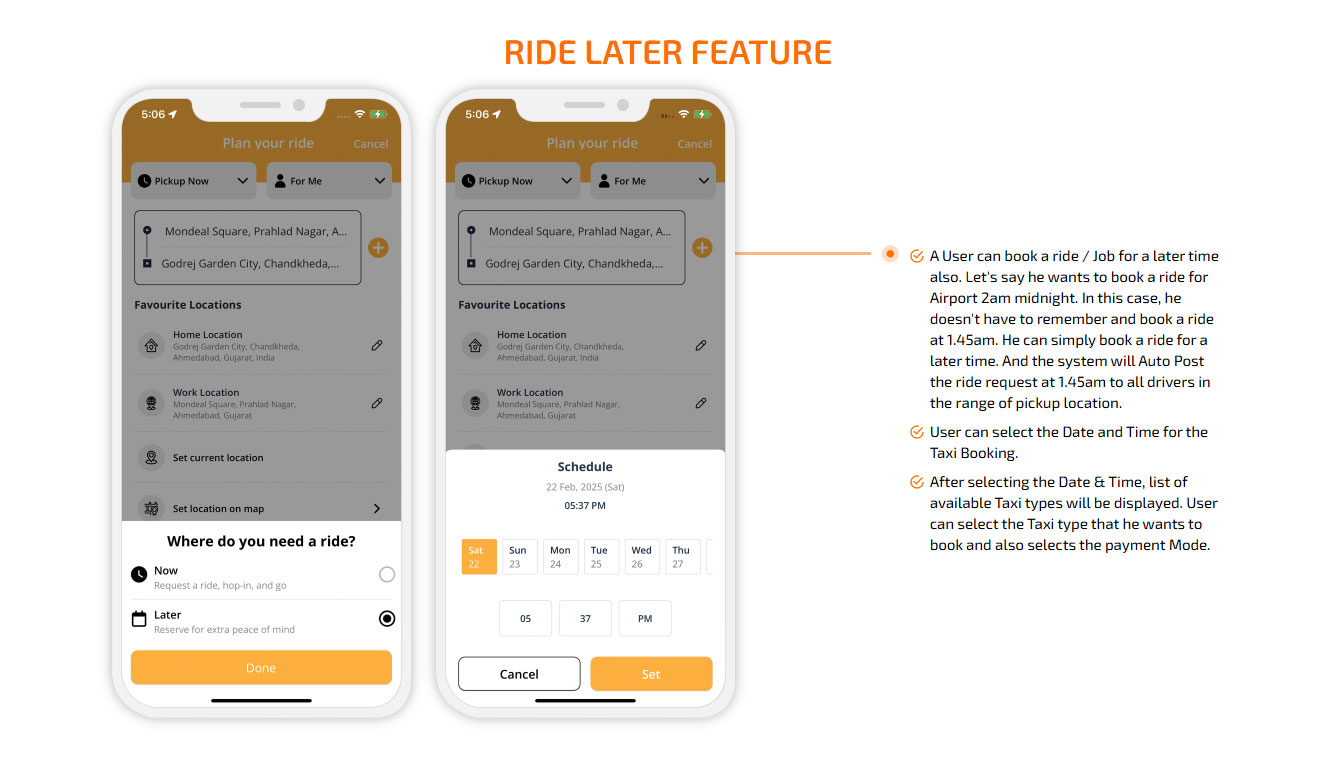 RIDE LATER FEATURE
5:06
Plan your ride
Cancel
Pickup Now
For Me
Mondeal Square, Prahlad Nagar, A...
Godrej Garden City, Chandkheda,...
Favourite Locations
Home Location
Godrej Garden City, Chandkheda,
Ahmedabad, Gujarat, India
Work Location
Mondeal Square, Prahlad Nagar,
Ahmedabad, Gujarat
Set current location
Set location on map
Where do you need a ride?
Now
Request a ride, hop-in, and go
Later
Reserve for extra peace of mind
Done
5:06
Plan your ride
Cancel
Pickup Now
For Me
Mondeal Square, Prahlad Nagar, A...
Godrej Garden City, Chandkheda,...
Favourite Locations
Home Location
Godrej Garden City, Chandkheda,
Ahmedabad, Gujarat, India
Work Location
Mondeal Square, Prahlad Nagar,
Ahmedabad, Gujarat
Schedule
22 Feb, 2025 (Sat)
05:37 PM
Sat Sun Mon Tue Wed Thu
22 23 24 25 26 27
05 37 PM
Cancel Set
A User can book a ride / Job for a later time
also. Let's say he wants to book a ride for
Airport 2am midnight. In this case, he
doesn't have to remember and book a ride
at 1.45am. He can simply book a ride for a
later time. And the system will Auto Post
the ride request at 1.45am to all drivers in
the range of pickup location.
User can select the Date and Time for the
Taxi Booking.
After selecting the Date & Time, list of
available Taxi types will be displayed. User
can select the Taxi type that he wants to
book and also selects the payment Mode.